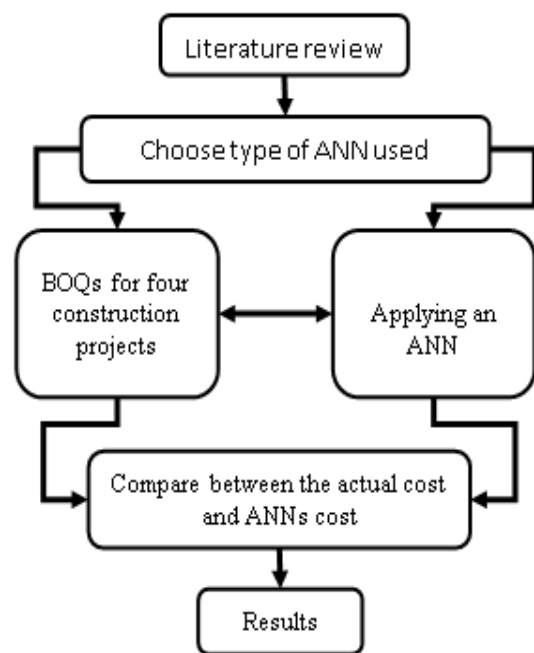 Literature review
Choose type of ANN used
BOQs for four
construction
projects
Applying an
ANN
Compare between the actual cost
and ANNs cost
Results